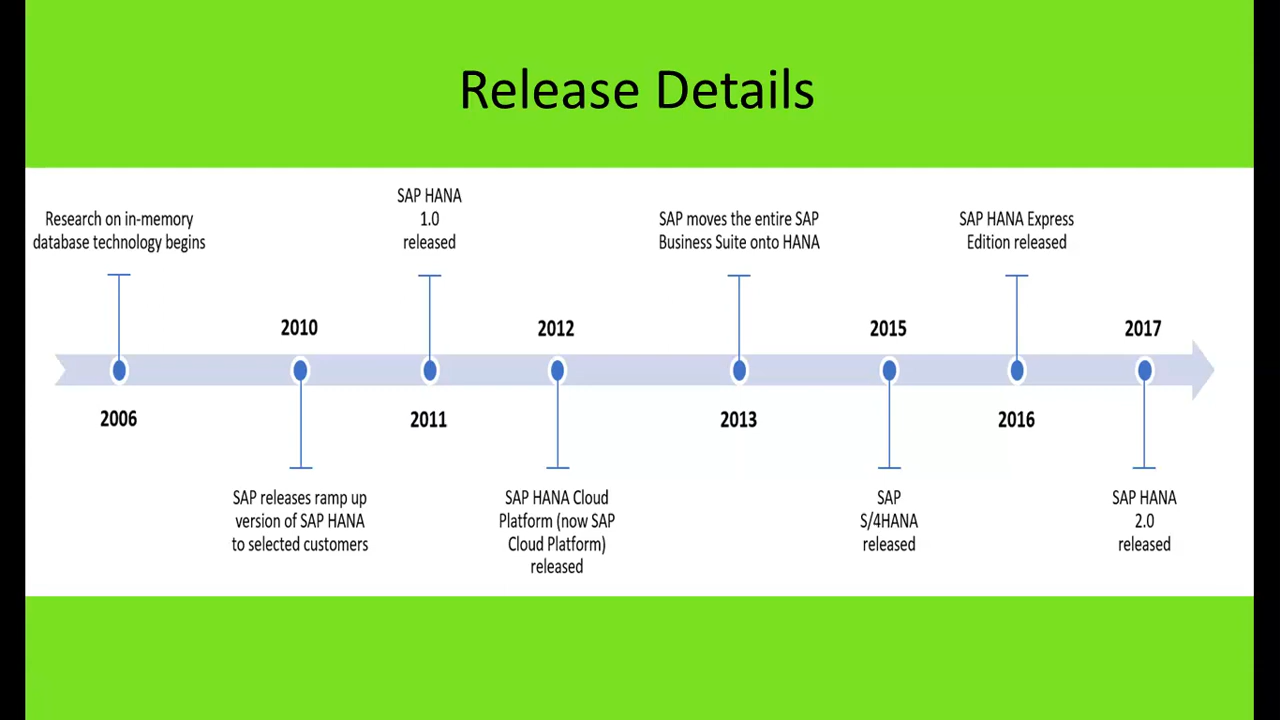 Release Details
Research on in-memory
database technology begins
2006
2010
SAP releases ramp up
version of SAP HANA
to selected customers
SAP HANA
1.0
released
2011
2012
SAP HANA Cloud
Platform (now SAP
Cloud Platform)
released
SAP moves the entire SAP
Business Suite onto HANA
2013
2015
SAP
S/4HANA
released
SAP HANA Express
Edition released
2016
2017
SAP HANA
2.0
released